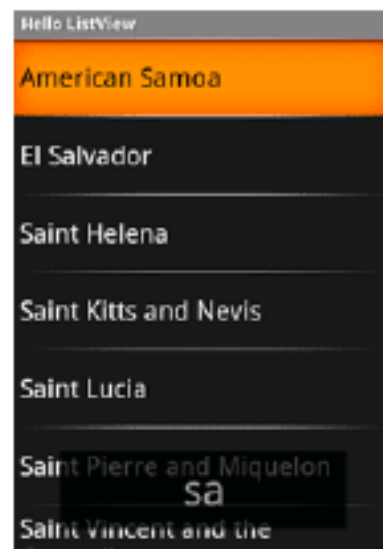 Hello ListView
American Samoa
El Salvador
Saint Helena
Saint Kitts and Nevis
Saint Lucia
Saint Pierre and Miquelon
sa
Saint Vincent and the